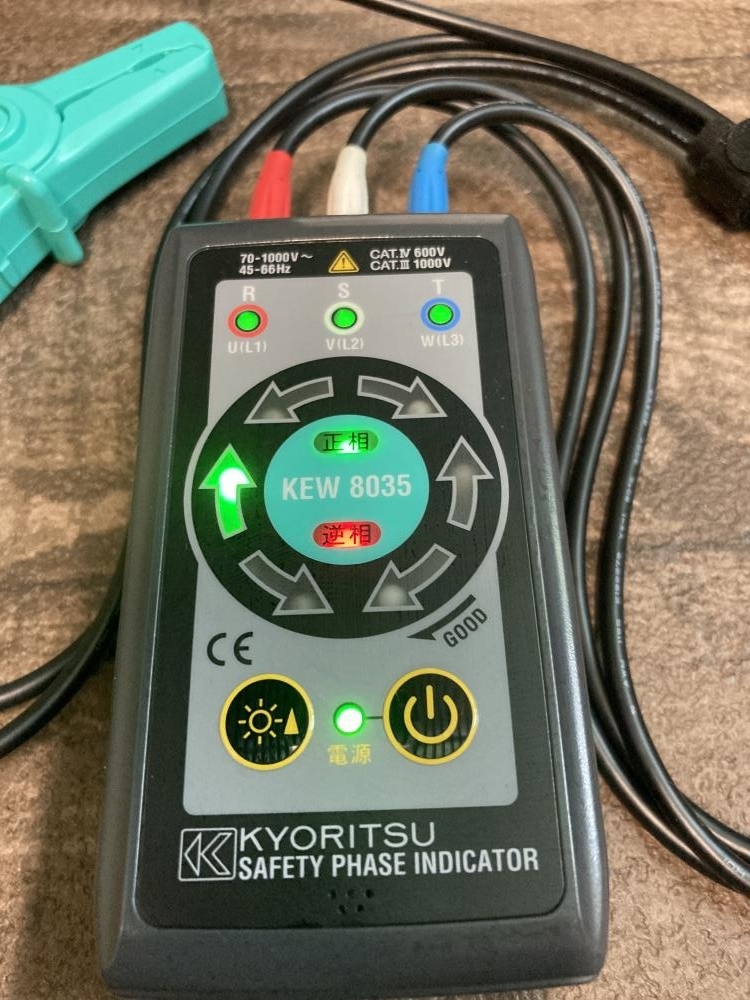 70-1000V~
45-66Hz
CAT.Ⅳ 600V
CAT.Ⅲ 1000V
R S T
U(L1) V(L2) W(L3)
正相
KEW 8035
逆相
GOOD
CE
電源
KYORITSU
SAFETY PHASE INDICATOR